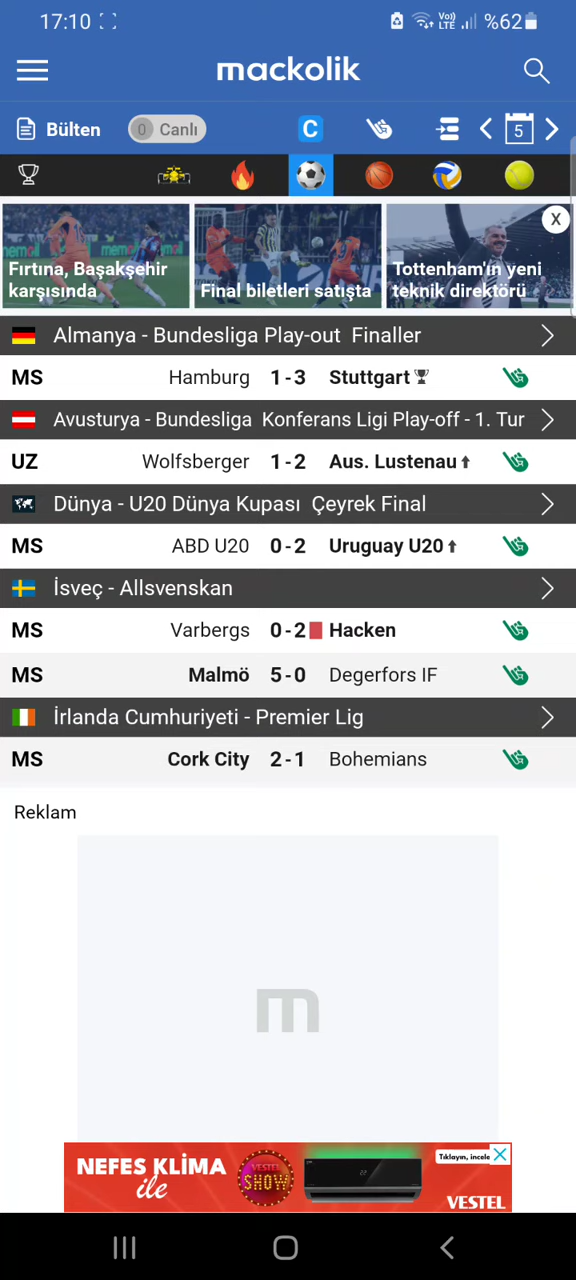 17:10
Vo))
LTE
%62
mackolik
Bülten
0 Canlı
C
5
Fırtına, Başakşehir
karşısında
Final biletleri satışta
Tottenham'ın yeni
teknik direktörü
X
Almanya - Bundesliga Play-out Finaller
MS Hamburg 1 - 3 Stuttgart
Avusturya - Bundesliga Konferans Ligi Play-off - 1. Tur
UZ Wolfsberger 1 - 2 Aus. Lustenau
Dünya - U20 Dünya Kupası Çeyrek Final
MS ABD U20 0 - 2 Uruguay U20
İsveç - Allsvenskan
MS Varbergs 0 - 2 Hacken
MS Malmö 5 - 0 Degerfors IF
İrlanda Cumhuriyeti - Premier Lig
MS Cork City 2 - 1 Bohemians
Reklam
m
NEFES KLİMA
ile
VESTEL
SHOW
Tıklayın, incele
VESTEL